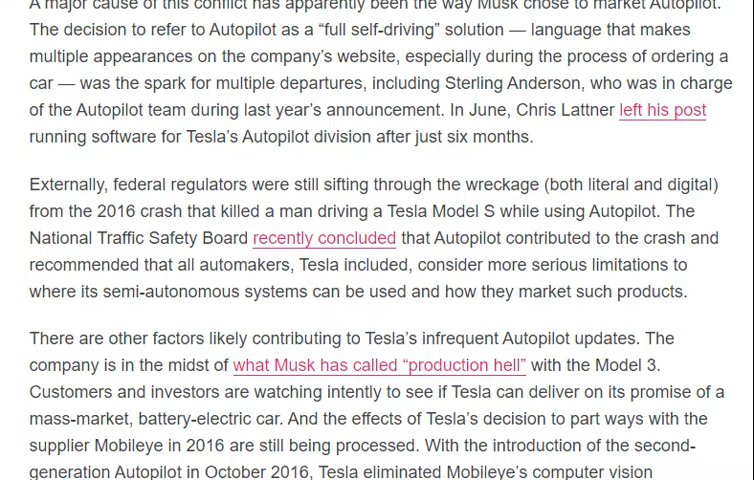 A major cause of this conflict has apparently been the way Musk chose to market Autopilot.
The decision to refer to Autopilot as a “full self-driving” solution — language that makes
multiple appearances on the company’s website, especially during the process of ordering a
car — was the spark for multiple departures, including Sterling Anderson, who was in charge
of the Autopilot team during last year’s announcement. In June, Chris Lattner left his post
running software for Tesla’s Autopilot division after just six months.
Externally, federal regulators were still sifting through the wreckage (both literal and digital)
from the 2016 crash that killed a man driving a Tesla Model S while using Autopilot. The
National Traffic Safety Board recently concluded that Autopilot contributed to the crash and
recommended that all automakers, Tesla included, consider more serious limitations to
where its semi-autonomous systems can be used and how they market such products.
There are other factors likely contributing to Tesla’s infrequent Autopilot updates. The
company is in the midst of what Musk has called “production hell” with the Model 3.
Customers and investors are watching intently to see if Tesla can deliver on its promise of a
mass-market, battery-electric car. And the effects of Tesla’s decision to part ways with the
supplier Mobileye in 2016 are still being processed. With the introduction of the second-
generation Autopilot in October 2016, Tesla eliminated Mobileye’s computer vision